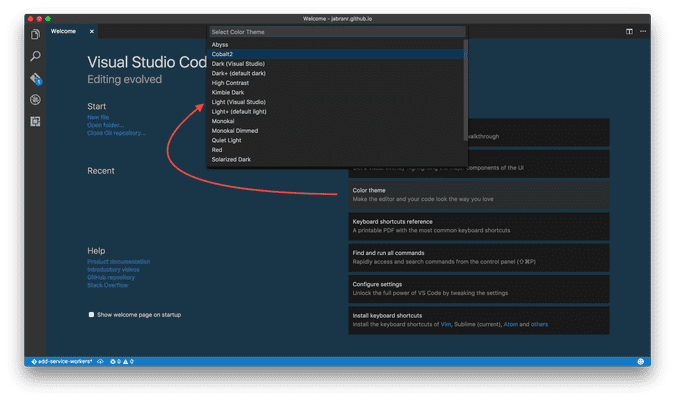 Welcome - jabranr.github.io
Welcome
Select Color Theme
Abyss
Cobalt2
Dark (Visual Studio)
Dark+ (default dark)
High Contrast
Kimbie Dark
Light (Visual Studio)
Light+ (default light)
Monokai
Monokai Dimmed
Quiet Light
Red
Solarized Dark
Visual Studio Cod
Editing evolved
Start
New file
Open folder...
Clone Git repository...
Recent
Help
Product documentation
Introductory videos
GitHub repository
Stack Overflow
Show welcome page on startup
components of the UI
Color theme
Make the editor and your code look the way you love
Keyboard shortcuts reference
A printable PDF with the most common keyboard shortcuts
Find and run all commands
Rapidly access and search commands from the control panel (⇧⌘P)
Configure settings
Unlock the full power of VS Code by tweaking the settings
Install keyboard shortcuts
Install the keyboard shortcuts of Vim, Sublime (current), Atom and others
add-service-workers*
0 0